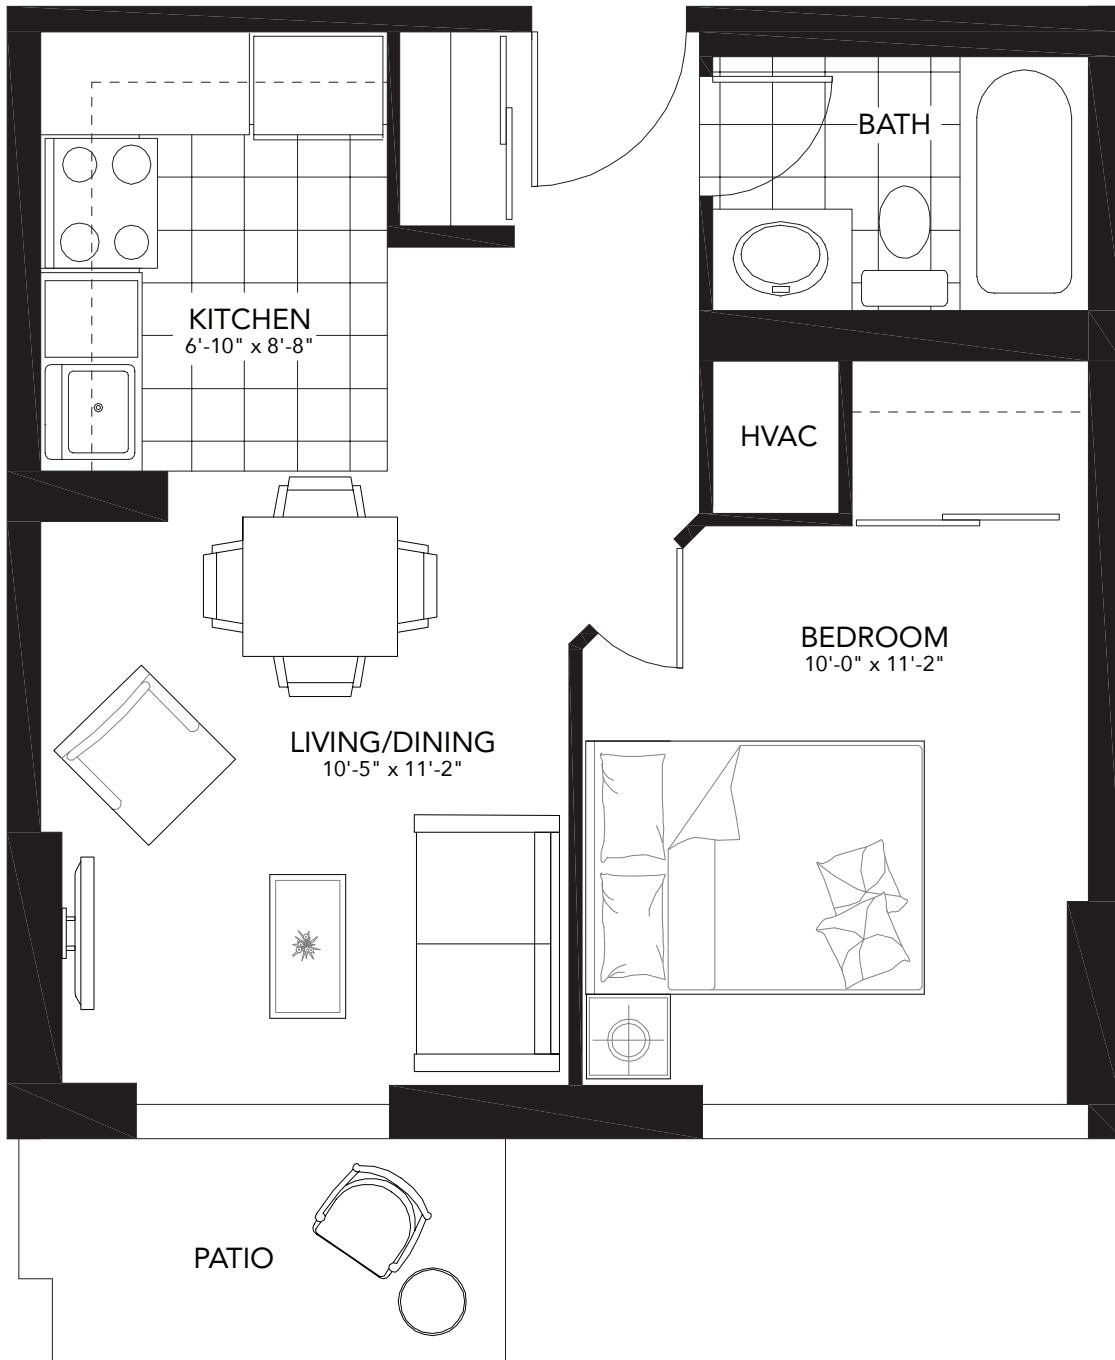 BATH
KITCHEN
6'-10" x 8'-8"
HVAC
BEDROOM
10'-0" x 11'-2"
LIVING/DINING
10'-5" x 11'-2"
PATIO